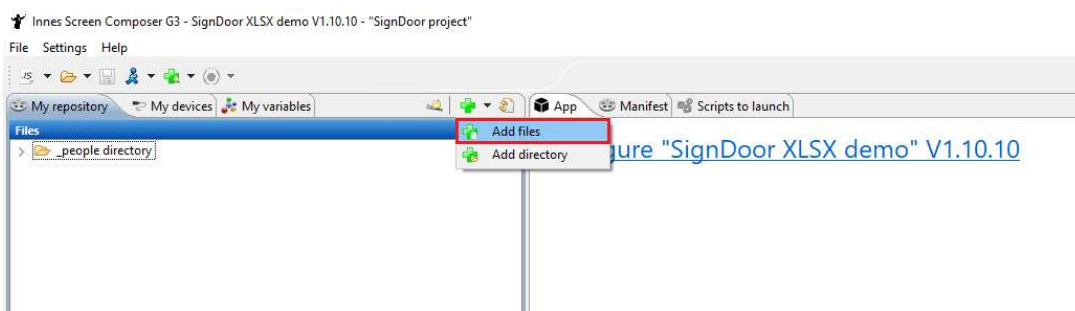 Innes Screen Composer G3 - SignDoor XLSX demo V1.10.10 - "SignDoor project"
File Settings Help
JS
My repository My devices My variables App Manifest Scripts to launch
Files
Add files
_people directory
Add directory
ure "SignDoor XLSX demo" V1.10.10